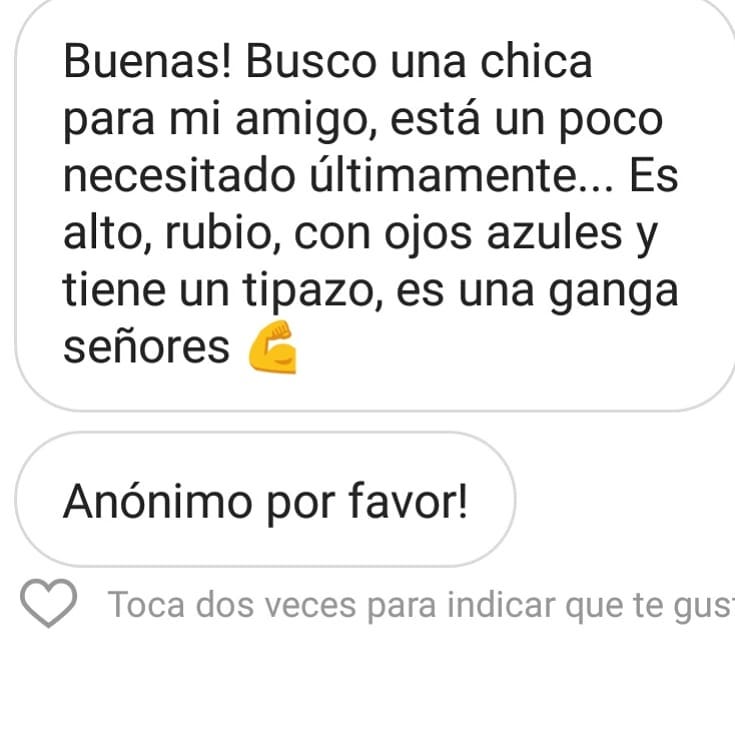 Buenas! Busco una chica
para mi amigo, está un poco
necesitado últimamente... Es
alto, rubio, con ojos azules y
tiene un tipazo, es una ganga
señores 💪
Anónimo por favor!
Toca dos veces para indicar que te gus